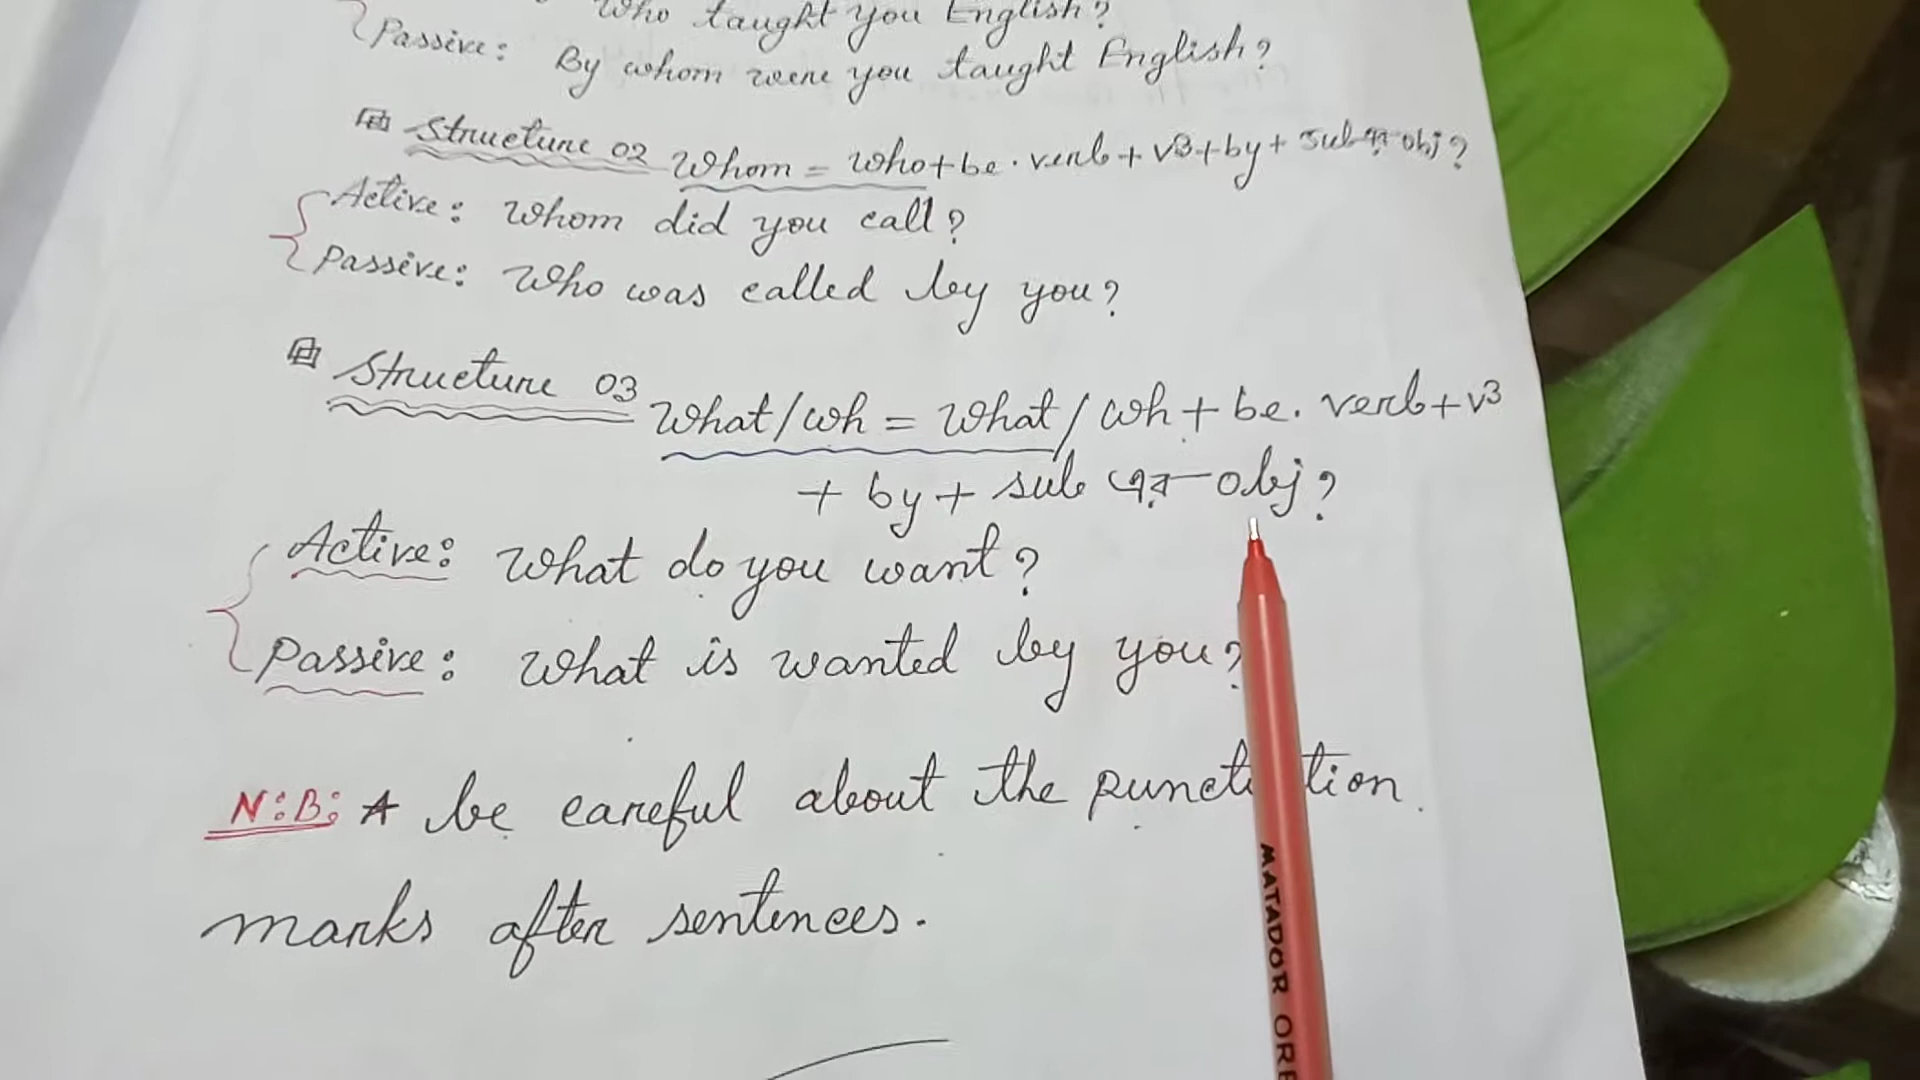 Who taught you English?
Passive: By whom were you taught English?
Structure 02 Whom = who + be. verb + v3 + by + sub এর obj?
Active: Whom did you call?
Passive: Who was called by you?
Structure 03 What/wh = What/wh + be. verb + v3
+ by + sub এর obj?
Active: What do you want?
Passive: What is wanted by you?
N:B: be careful about the punctuation
marks after sentences.
MATADOR ORB